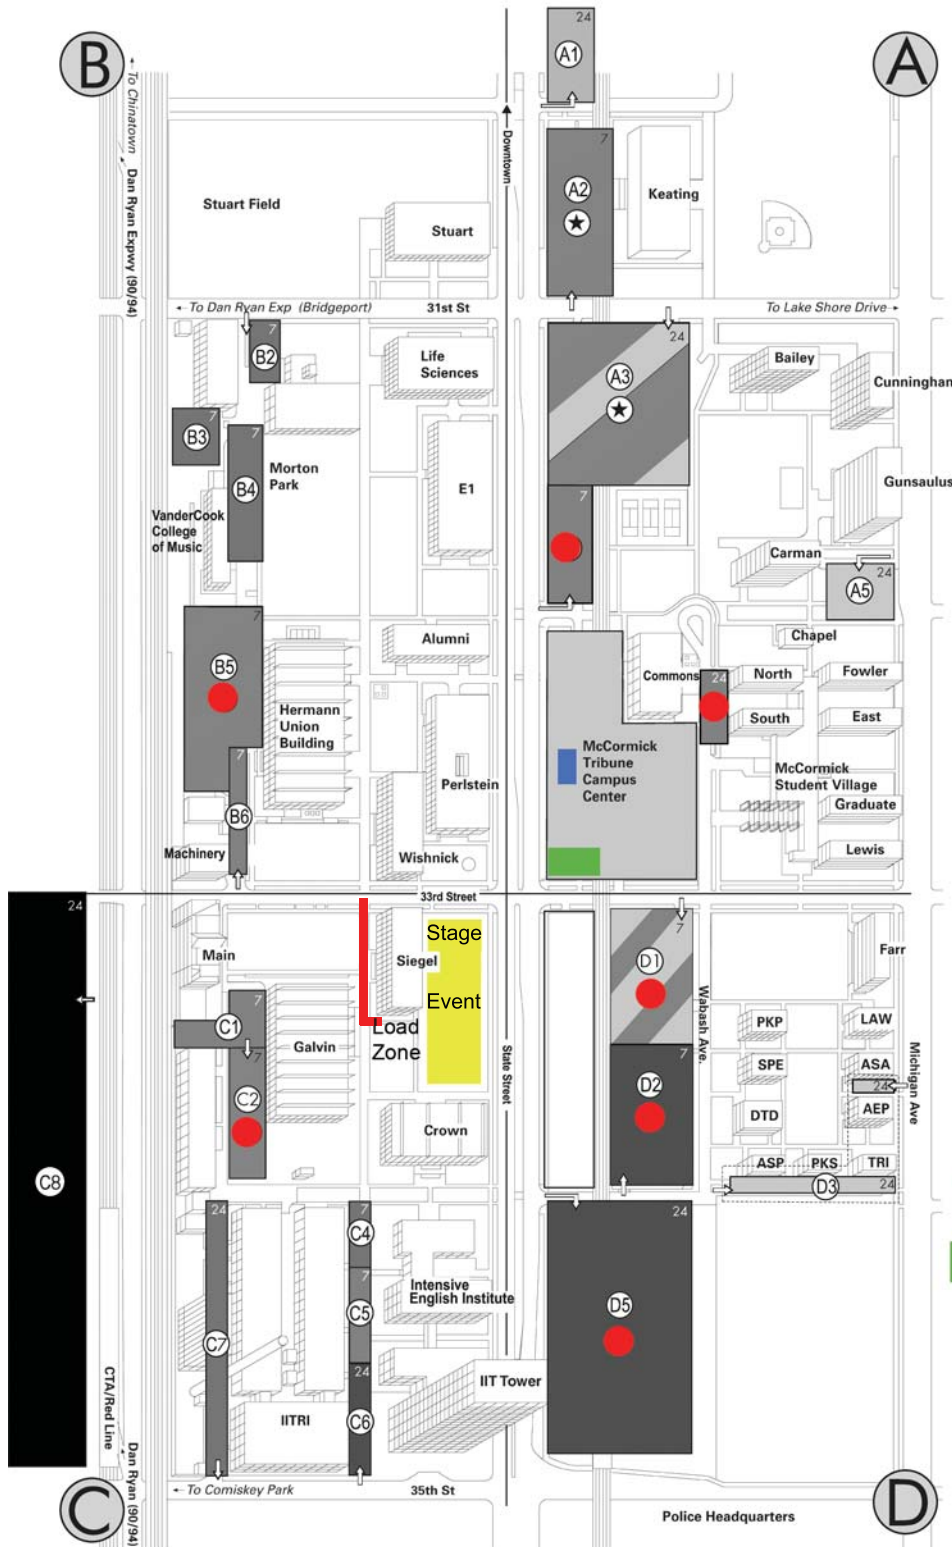 B
A
24
A1
To Chinatown
Dan Ryan Expwy (90/94)
Downtown
7
A2
★
Keating
Stuart Field
Stuart
← To Dan Ryan Exp (Bridgeport)
31st St
To Lake Shore Drive →
7
B2
Life
Sciences
24
A3
★
Bailey
Cunningham
7
B3
7
B4
Morton
Park
E1
7
Gunsaulus
VanderCook
College
of Music
Carman
24
A5
7
B5
Alumni
Chapel
Commons
24
North
Fowler
South
East
Hermann
Union
Building
7
B6
Perlstein
McCormick
Tribune
Campus
Center
McCormick
Student Village
Graduate
Lewis
Machinery
Wishnick
33rd Street
24
Main
Siegel
Stage
Event
7
D1
Wabash Ave.
Farr
7
C1
Load
Zone
State Street
PKP
LAW
Michigan Ave
7
C2
Galvin
7
D2
SPE
ASA
24
DTD
AEP
Crown
C8
ASP
PKS
TRI
D3
24
24
7
C4
24
7
C5
Intensive
English Institute
D5
C7
24
C6
IIT Tower
IITRI
CTA/Red Line
Dan Ryan (90/94)
← To Comiskey Park
35th St
C
D
Police Headquarters